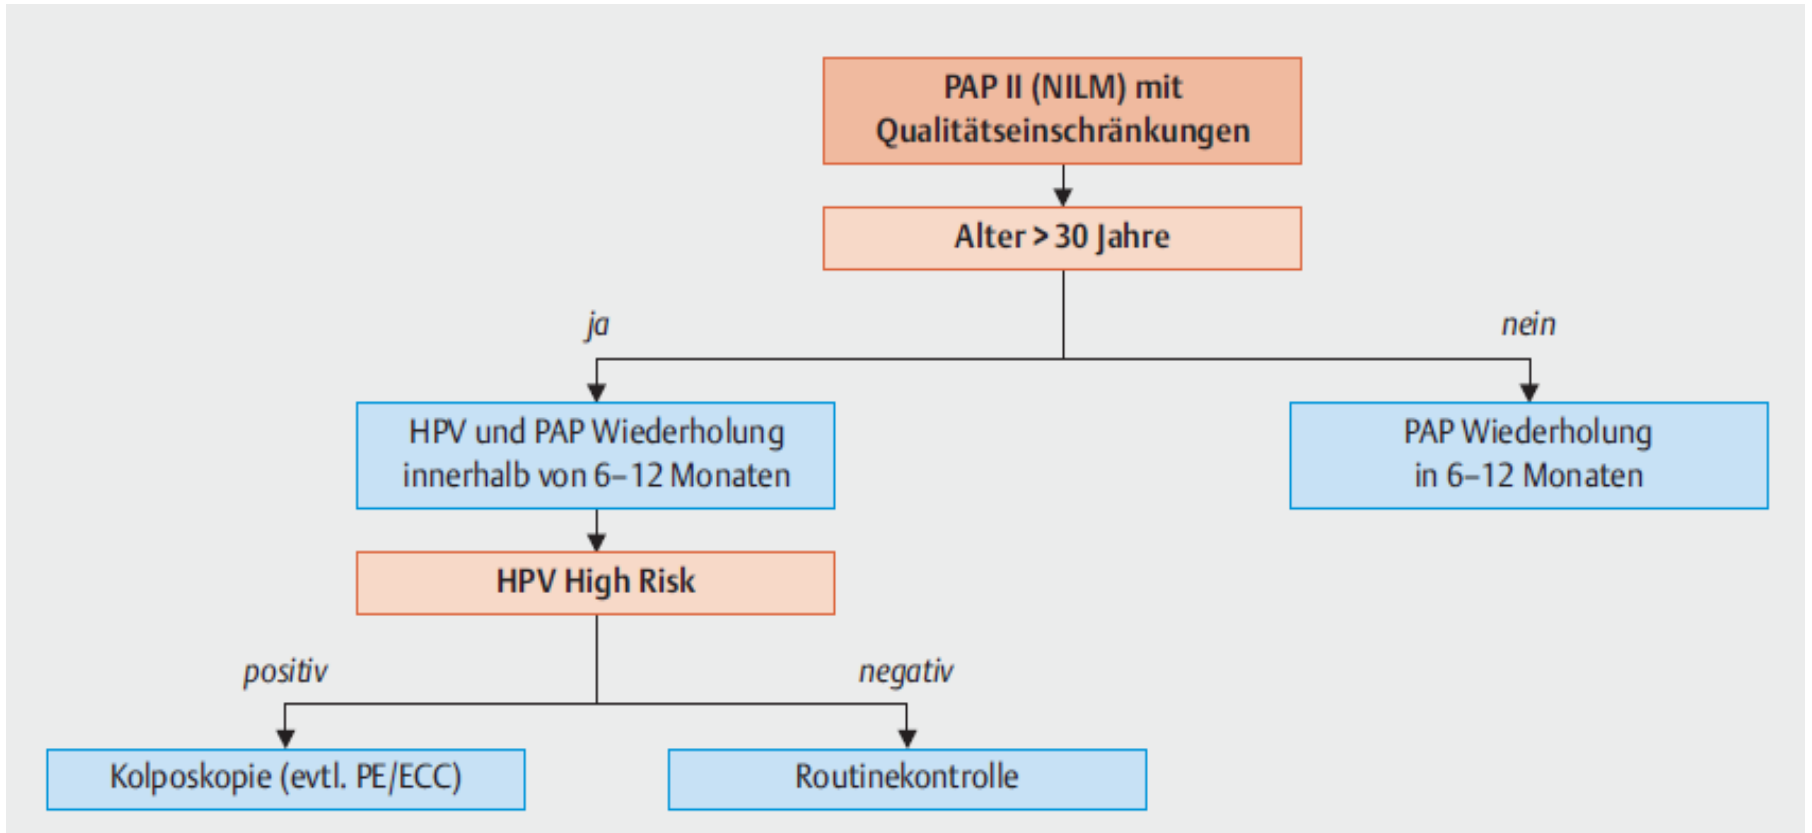 PAP II (NILM) mit
Qualitätseinschränkungen
Alter > 30 Jahre
ja
nein
HPV und PAP Wiederholung
innerhalb von 6–12 Monaten
PAP Wiederholung
in 6–12 Monaten
HPV High Risk
positiv
negativ
Kolposkopie (evtl. PE/ECC)
Routinekontrolle